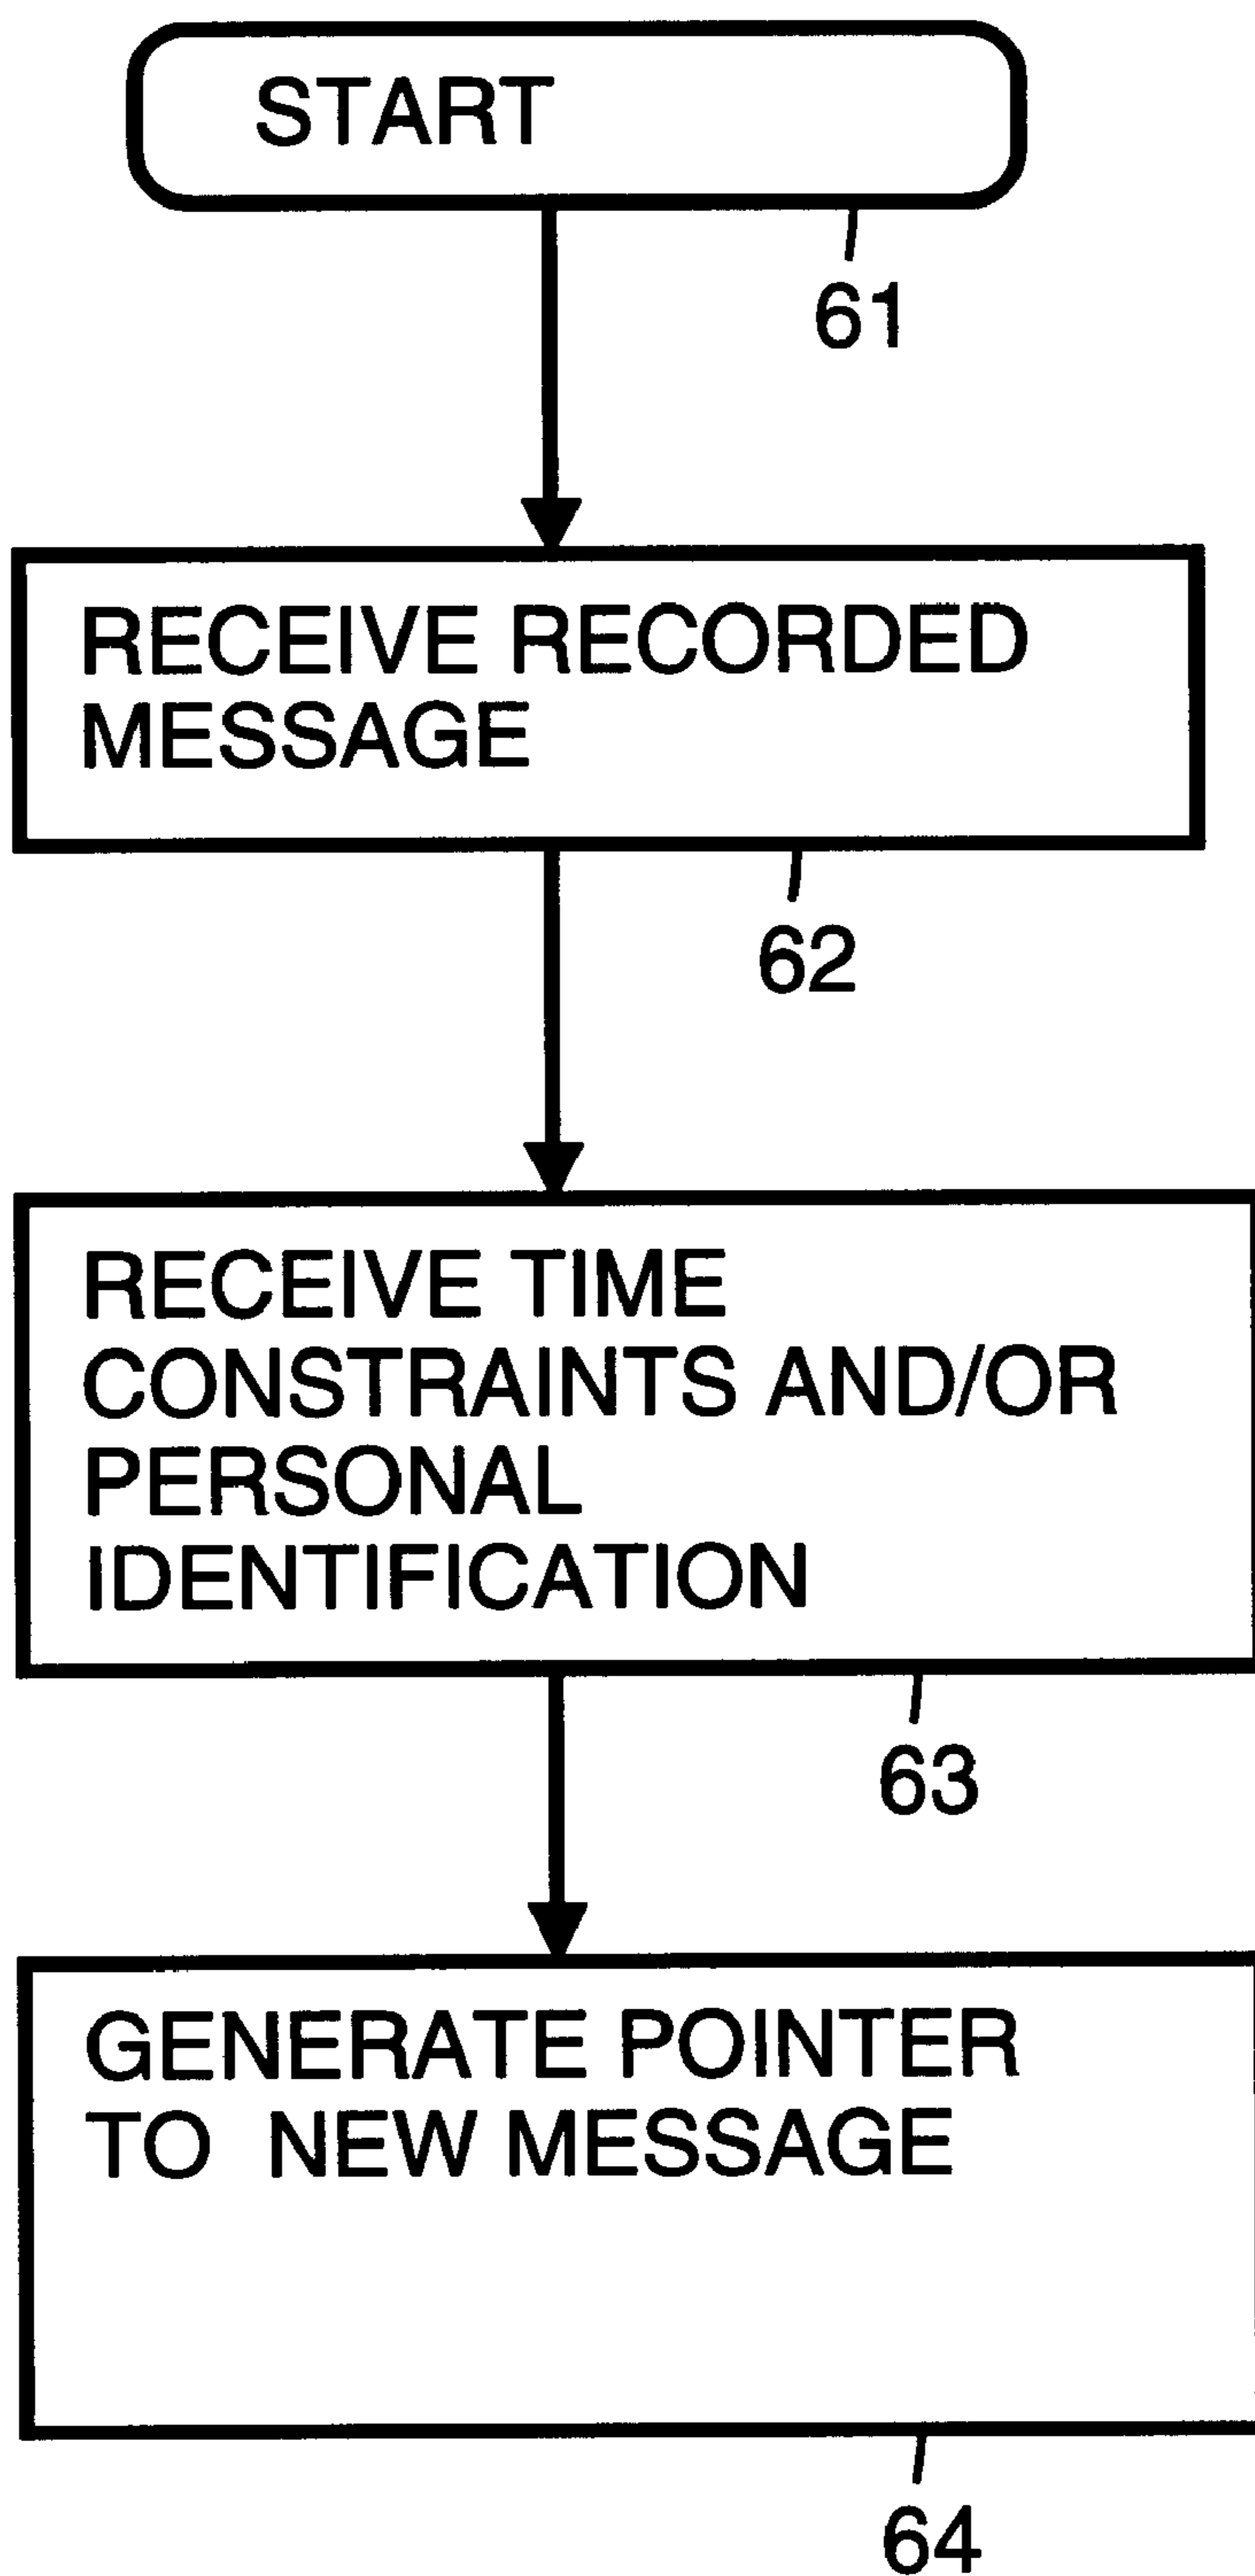 START
61
RECEIVE RECORDED
MESSAGE
62
RECEIVE TIME
CONSTRAINTS AND/OR
PERSONAL
IDENTIFICATION
63
GENERATE POINTER
TO NEW MESSAGE
64